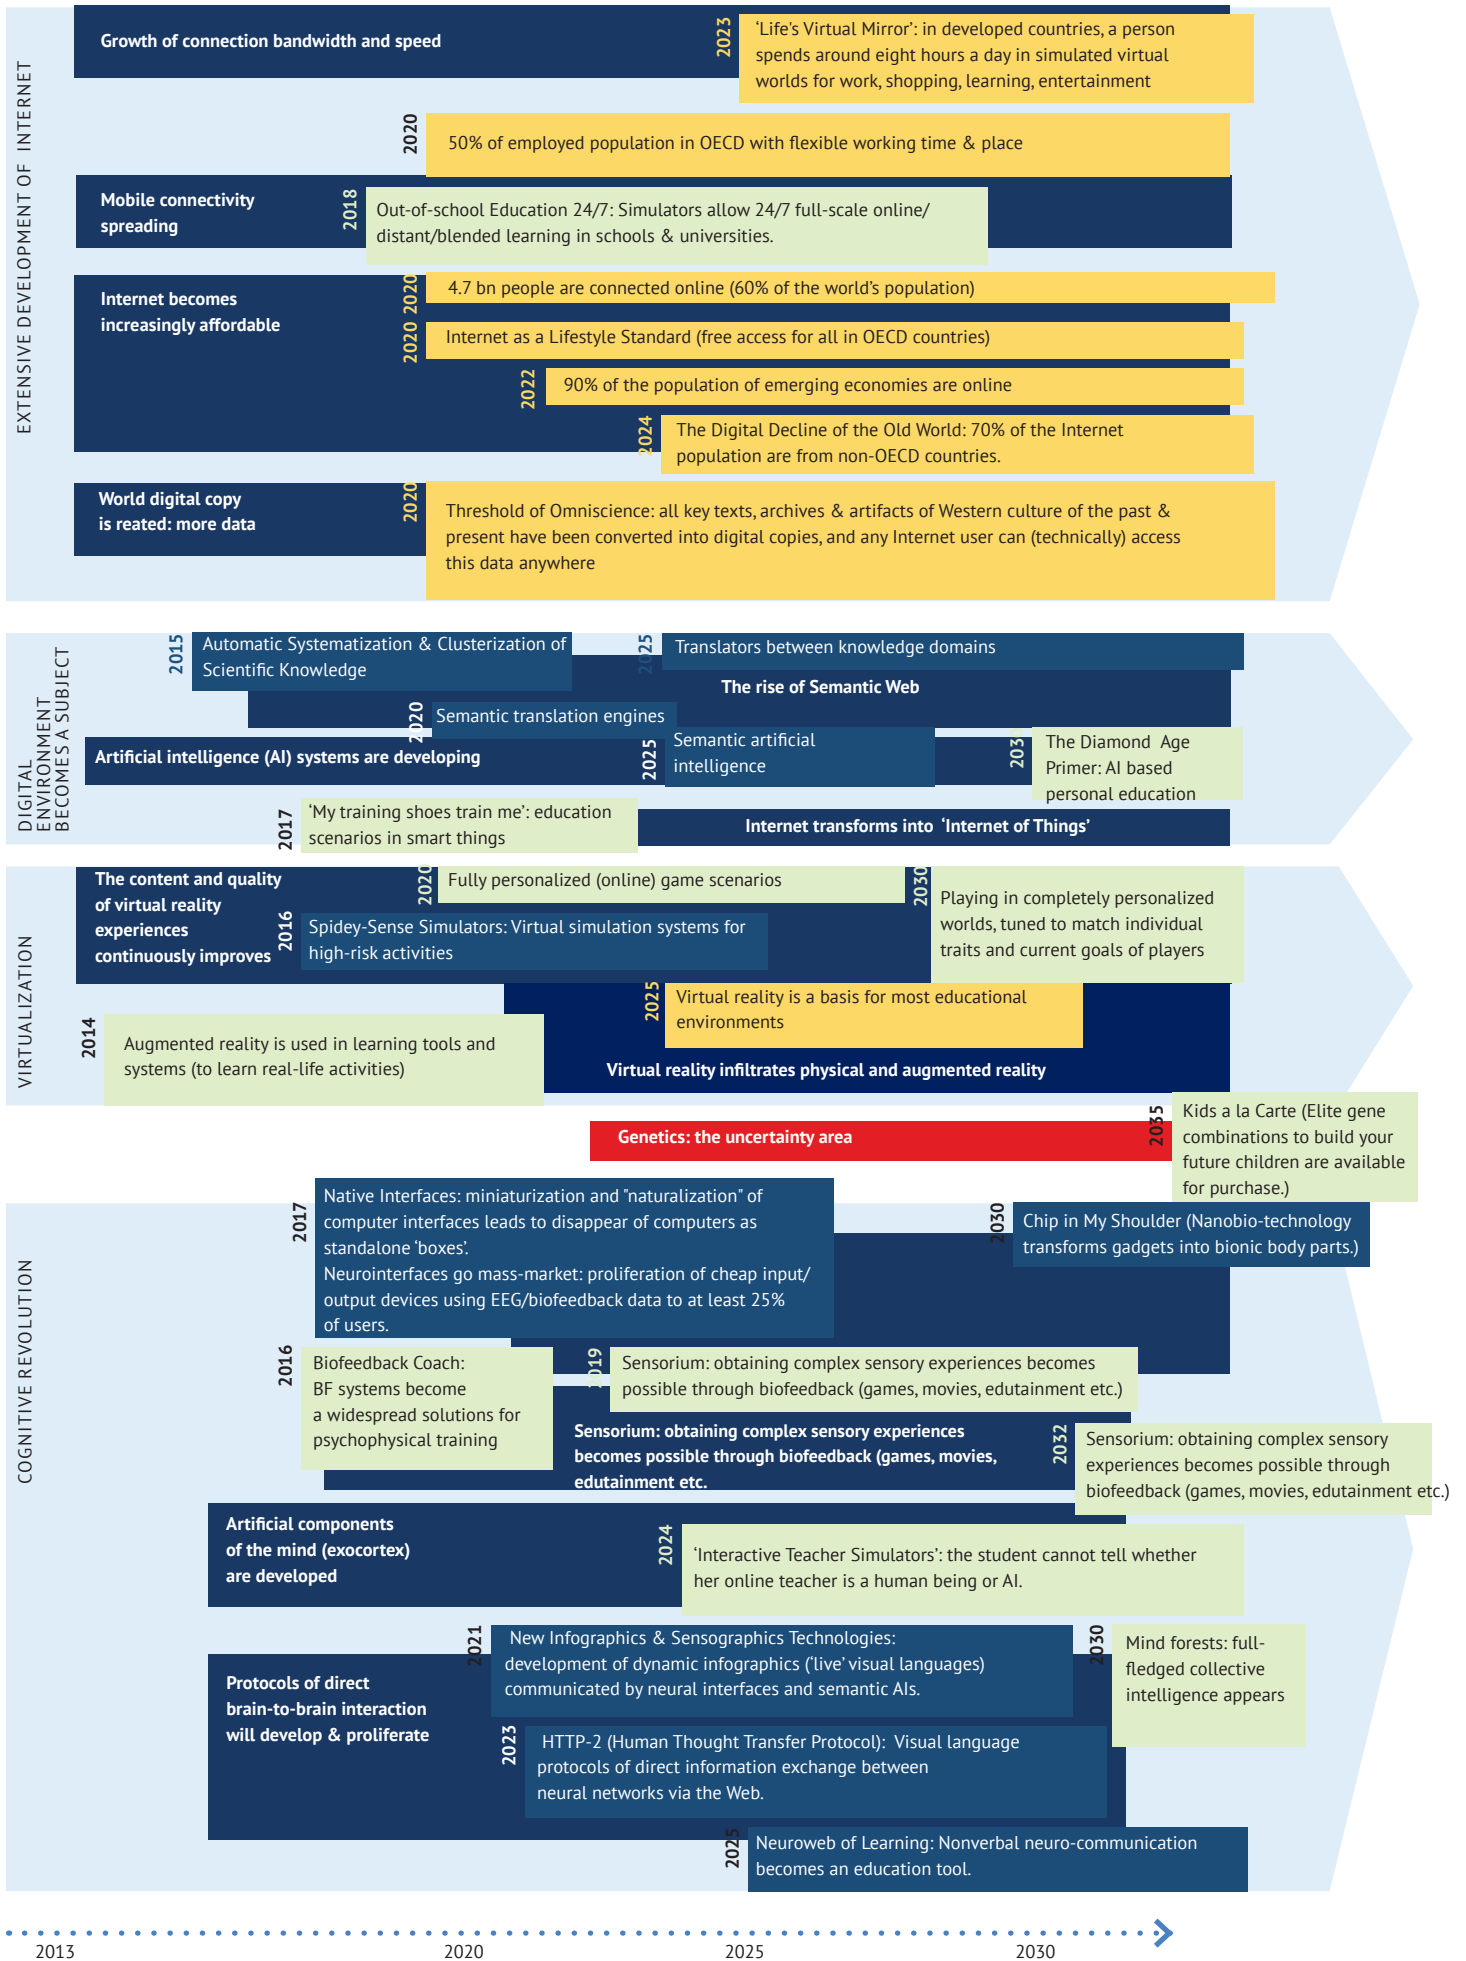 EXTENSIVE DEVELOPMENT OF INTERNET
Growth of connection bandwidth and speed
2023
‘Life's Virtual Mirror’: in developed countries, a person
spends around eight hours a day in simulated virtual
worlds for work, shopping, learning, entertainment
2020
50% of employed population in OECD with flexible working time & place
Mobile connectivity
spreading
2018
Out-of-school Education 24/7: Simulators allow 24/7 full-scale online/
distant/blended learning in schools & universities.
Internet becomes
increasingly affordable
2020
4.7 bn people are connected online (60% of the world’s population)
2020
Internet as a Lifestyle Standard (free access for all in OECD countries)
2022
90% of the population of emerging economies are online
2024
The Digital Decline of the Old World: 70% of the Internet
population are from non-OECD countries.
World digital copy
is reated: more data
2020
Threshold of Omniscience: all key texts, archives & artifacts of Western culture of the past &
present have been converted into digital copies, and any Internet user can (technically) access
this data anywhere
DIGITAL
ENVIRONMENT
BECOMES A SUBJECT
2015
Automatic Systematization & Clusterization of
Scientific Knowledge
2025
Translators between knowledge domains
The rise of Semantic Web
2020
Semantic translation engines
Artificial intelligence (AI) systems are developing
2025
Semantic artificial
intelligence
The Diamond Age
Primer: AI based
personal education
2017
‘My training shoes train me’: education
scenarios in smart things
Internet transforms into ‘Internet of Things’
VIRTUALIZATION
The content and quality
of virtual reality
experiences
continuously improves
2020
Fully personalized (online) game scenarios
2016
Spidey-Sense Simulators: Virtual simulation systems for
high-risk activities
2030
Playing in completely personalized
worlds, tuned to match individual
traits and current goals of players
2025
Virtual reality is a basis for most educational
environments
2014
Augmented reality is used in learning tools and
systems (to learn real-life activities)
Virtual reality infiltrates physical and augmented reality
Genetics: the uncertainty area
2035
Kids a la Carte (Elite gene
combinations to build your
future children are available
for purchase.)
COGNITIVE REVOLUTION
2017
Native Interfaces: miniaturization and "naturalization" of
computer interfaces leads to disappear of computers as
standalone ‘boxes’.
Neurointerfaces go mass-market: proliferation of cheap input/
output devices using EEG/biofeedback data to at least 25%
of users.
2030
Chip in My Shoulder (Nanobio-technology
transforms gadgets into bionic body parts.)
2016
Biofeedback Coach:
BF systems become
a widespread solutions for
psychophysical training
2019
Sensorium: obtaining complex sensory experiences becomes
possible through biofeedback (games, movies, edutainment etc.)
Sensorium: obtaining complex sensory experiences
becomes possible through biofeedback (games, movies,
edutainment etc.
2032
Sensorium: obtaining complex sensory
experiences becomes possible through
biofeedback (games, movies, edutainment etc.)
Artificial components
of the mind (exocortex)
are developed
2024
‘Interactive Teacher Simulators’: the student cannot tell whether
her online teacher is a human being or AI.
2021
New Infographics & Sensographics Technologies:
development of dynamic infographics (‘live’ visual languages)
communicated by neural interfaces and semantic AIs.
2030
Mind forests: full-
fledged collective
intelligence appears
Protocols of direct
brain-to-brain interaction
will develop & proliferate
2023
HTTP-2 (Human Thought Transfer Protocol): Visual language
protocols of direct information exchange between
neural networks via the Web.
2025
Neuroweb of Learning: Nonverbal neuro-communication
becomes an education tool.
2013
2020
2025
2030